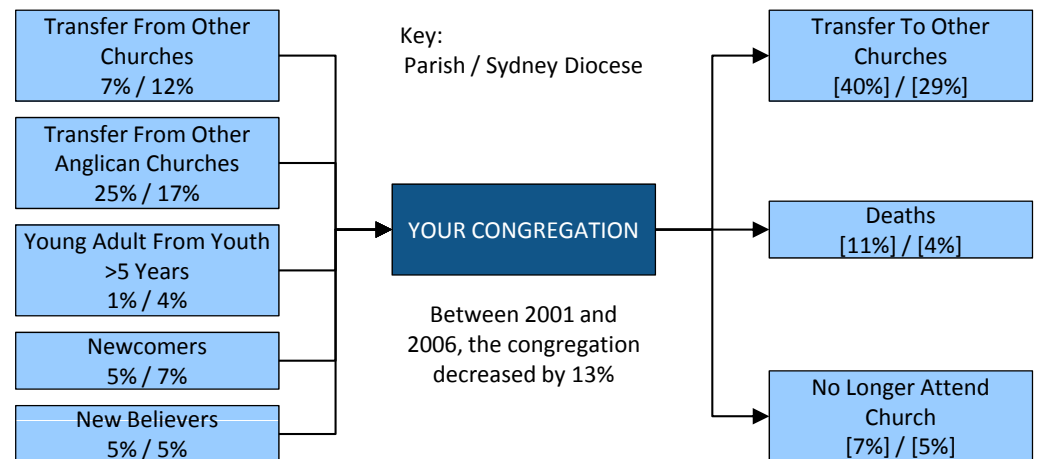 Transfer From Other
Churches
7% / 12%
Transfer From Other
Anglican Churches
25% / 17%
Young Adult From Youth
>5 Years
1% / 4%
Newcomers
5% / 7%
New Believers
5% / 5%
Key:
Parish / Sydney Diocese
YOUR CONGREGATION
Between 2001 and
2006, the congregation
decreased by 13%
Transfer To Other
Churches
[40%] / [29%]
Deaths
[11%] / [4%]
No Longer Attend
Church
[7%] / [5%]